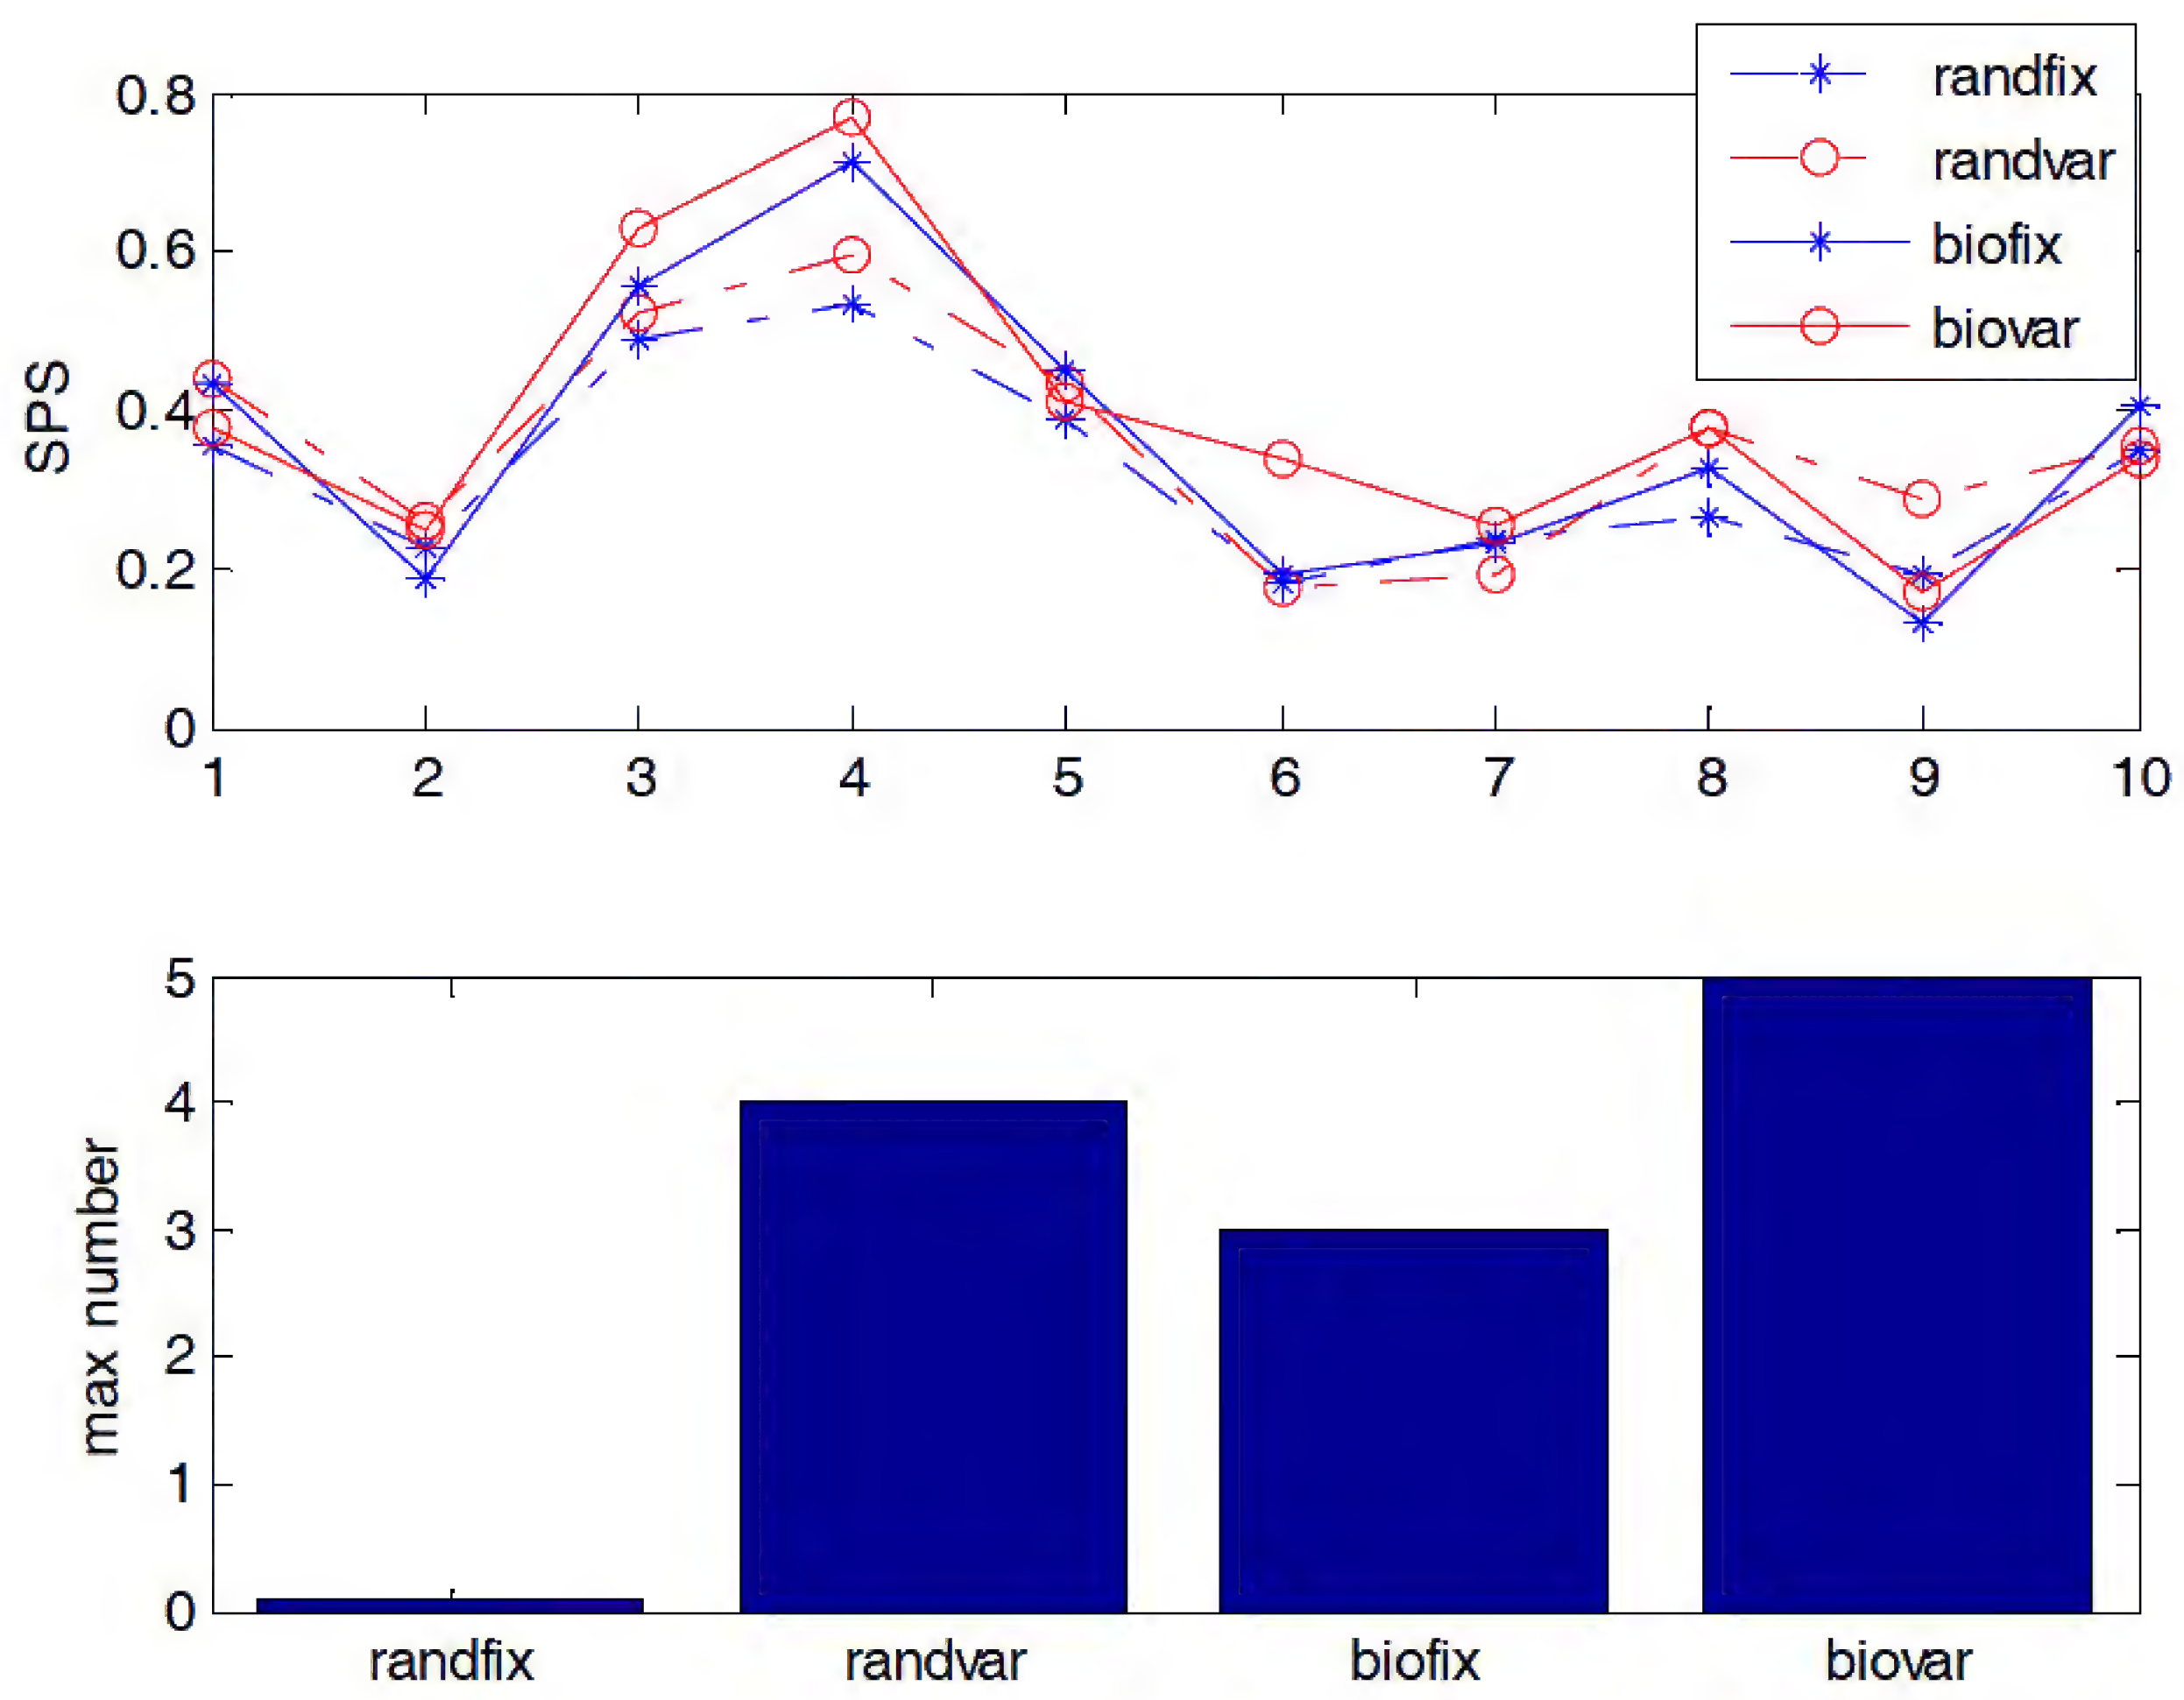 randfix
randvar
biofix
biovar
0.8
0.6
0.4
0.2
0
SPS
1 2 3 4 5 6 7 8 9 10
5
4
3
2
1
0
max number
randfix randvar biofix biovar